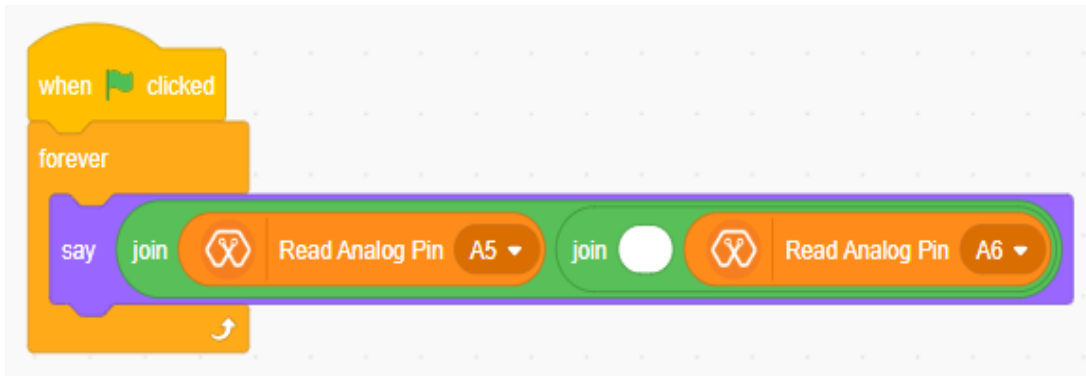 when clicked
forever
say join Read Analog Pin A5 join Read Analog Pin A6